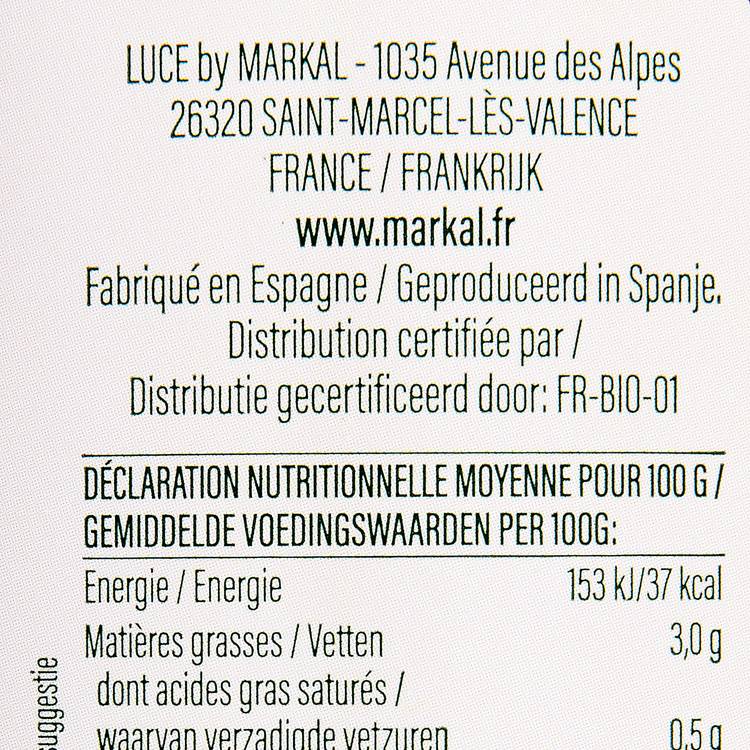 LUCE by MARKAL - 1035 Avenue des Alpes
26320 SAINT-MARCEL-LÈS-VALENCE
FRANCE / FRANKRIJK
www.markal.fr
Fabriqué en Espagne / Geproduceerd in Spanje.
Distribution certifiée par /
Distributie gecertificeerd door: FR-BIO-01
DÉCLARATION NUTRITIONNELLE MOYENNE POUR 100 G /
GEMIDDELDE VOEDINGSWAARDEN PER 100G:
Energie / Energie 153 kJ/37 kcal
Matières grasses / Vetten 3,0 g
dont acides gras saturés /
waarvan verzadigde vetzuren 0,5 g
suggestie